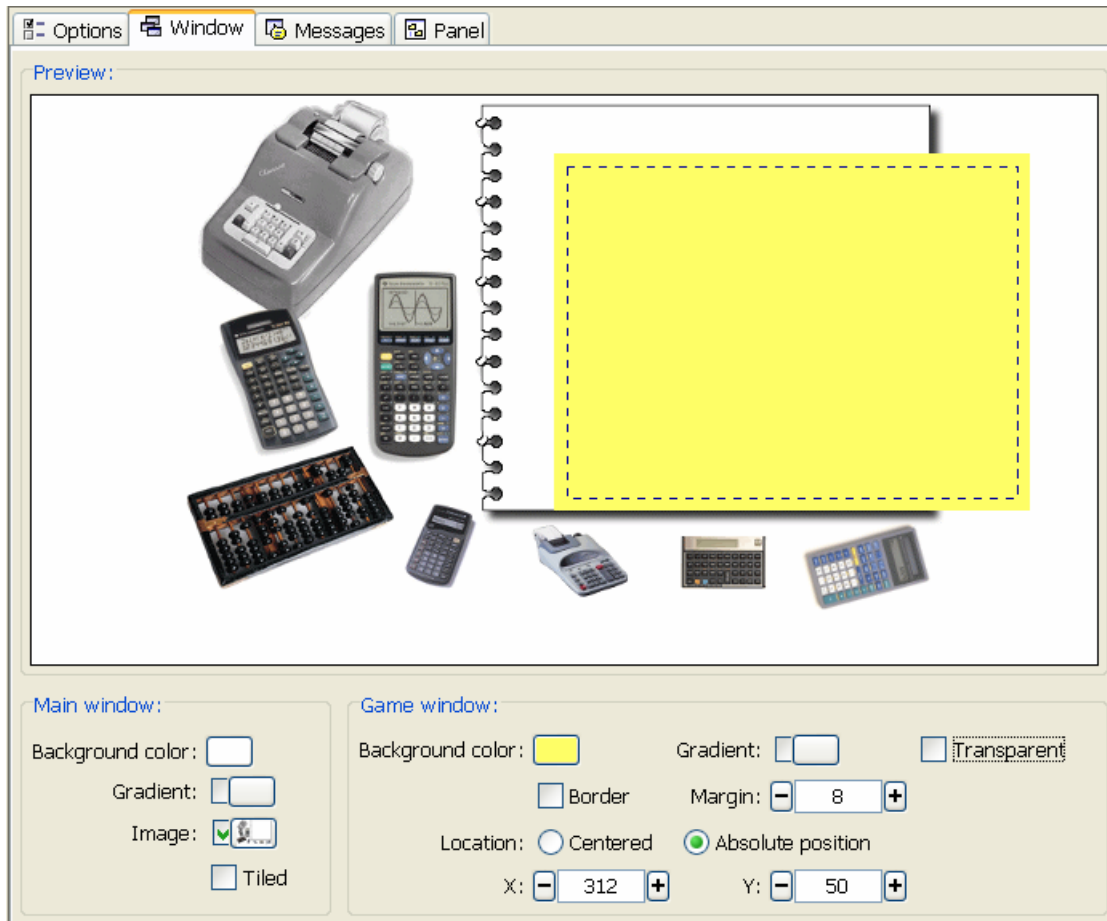 Options Window Messages Panel
Preview:
Main window:
Background color:
Gradient:
Image:
Tiled
Game window:
Background color: Gradient: Transparent
Border Margin: 8
Location: Centered Absolute position
X: 312 Y: 50